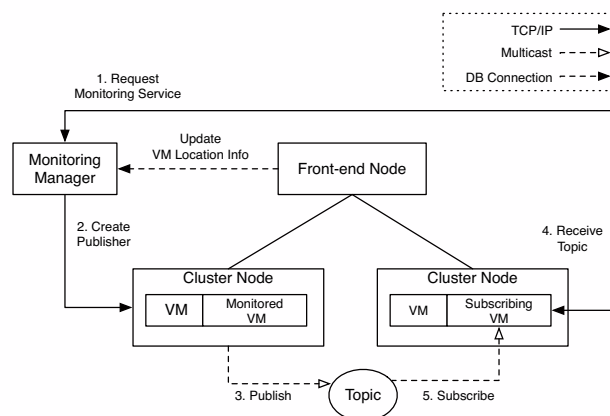 TCP/IP
Multicast
DB Connection
1. Request
Monitoring Service
Update
VM Location Info
Monitoring
Manager
Front-end Node
2. Create
Publisher
4. Receive
Topic
Cluster Node
VM
Monitored
VM
Cluster Node
VM
Subscribing
VM
3. Publish
Topic
5. Subscribe